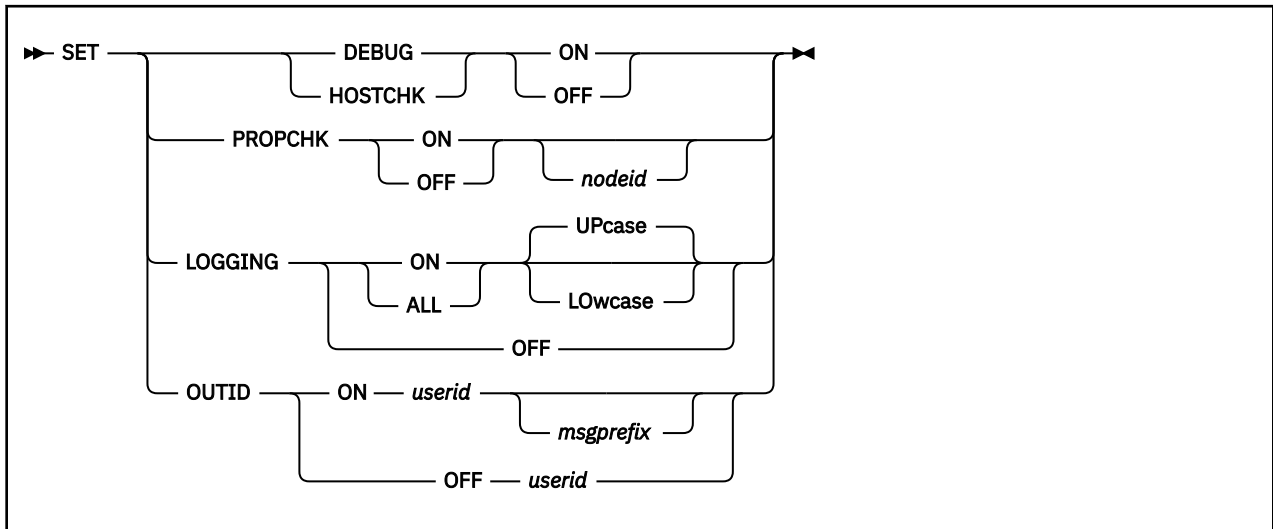 SET DEBUG ON
HOSTCHK OFF
PROPCHK ON
OFF nodeid
UPcase
LOGGING ON
ALL LOwcase
OFF
OUTID ON userid
msgprefix
OFF userid